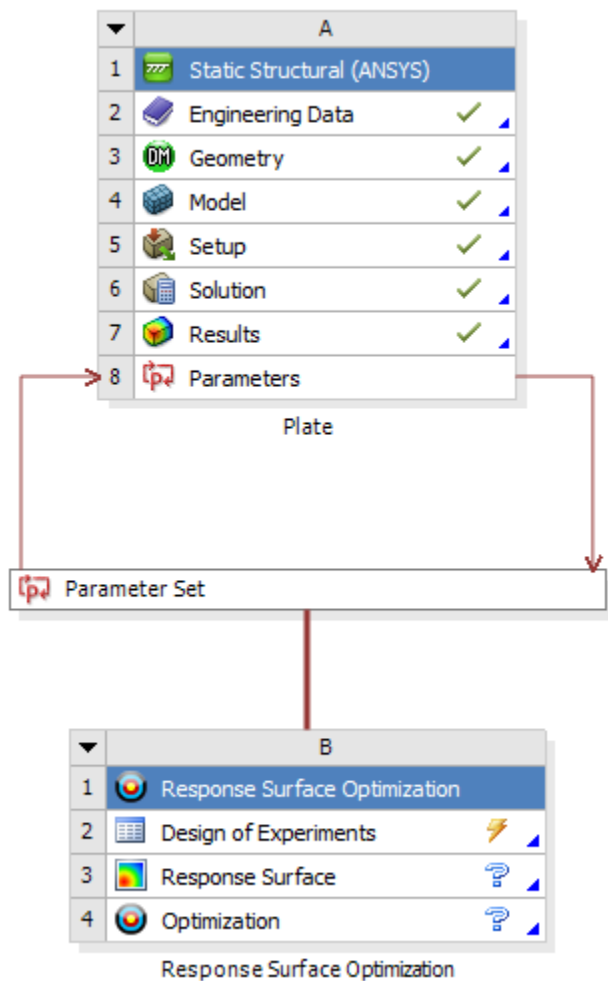 A
1 Static Structural (ANSYS)
2 Engineering Data
3 DM Geometry
4 Model
5 Setup
6 Solution
7 Results
8 p Parameters
Plate
p Parameter Set
B
1 Response Surface Optimization
2 Design of Experiments
3 Response Surface ?
4 Optimization ?
Response Surface Optimization